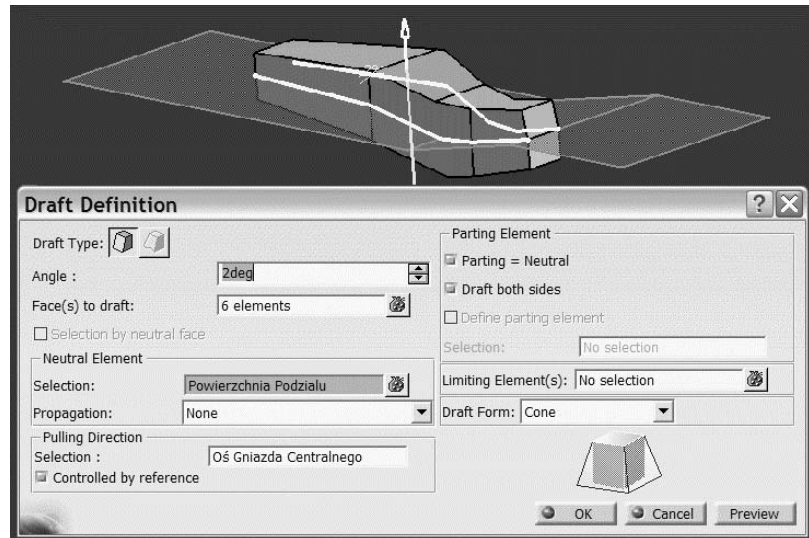 Draft Definition
Draft Type:
Angle :
2deg
Face(s) to draft:
6 elements
Selection by neutral face
Neutral Element
Selection:
Powierzchnia Podzialu
Propagation:
None
Pulling Direction
Selection :
Oś Gniazda Centralnego
Controlled by reference
Parting Element
Parting = Neutral
Draft both sides
Define parting element
Selection:
No selection
Limiting Element(s):
No selection
Draft Form:
Cone
OK
Cancel
Preview